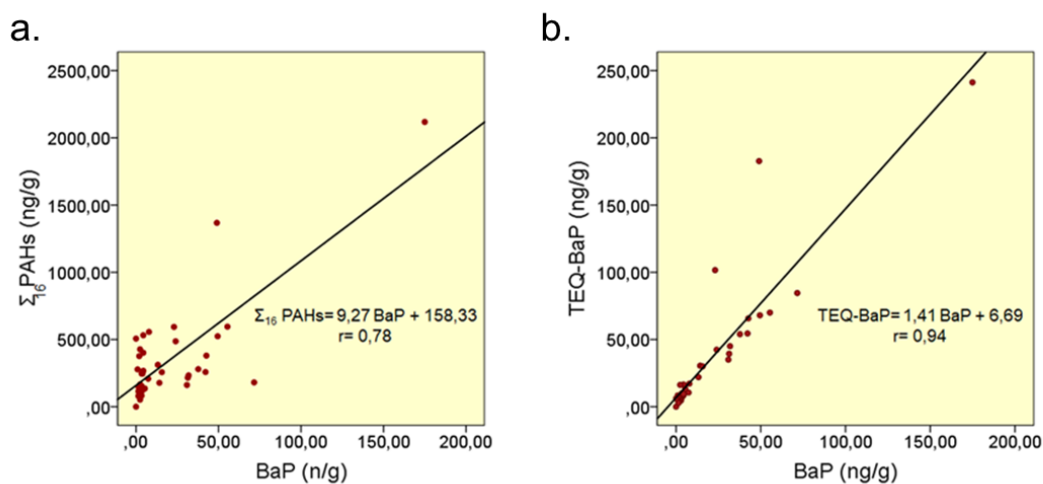 a.
2500,00
2000,00
1500,00
1000,00
500,00
,00
Σ16 PAHs (ng/g)
Σ16 PAHs= 9,27 BaP + 158,33
r= 0,78
,00 50,00 100,00 150,00 200,00
BaP (n/g)
b.
250,00
200,00
150,00
100,00
50,00
,00
TEQ-BaP (ng/g)
TEQ-BaP= 1,41 BaP + 6,69
r= 0,94
,00 50,00 100,00 150,00 200,00
BaP (ng/g)